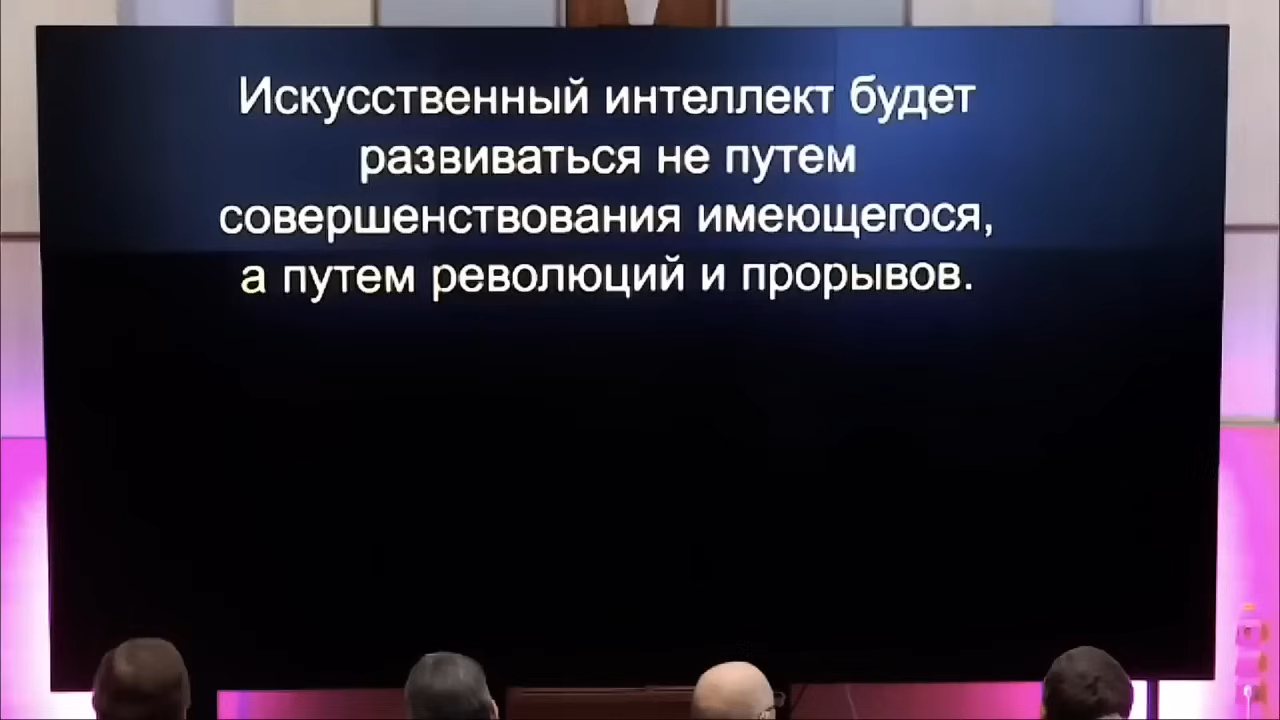 Искусственный интеллект будет
развиваться не путем
совершенствования имеющегося,
а путем революций и прорывов.